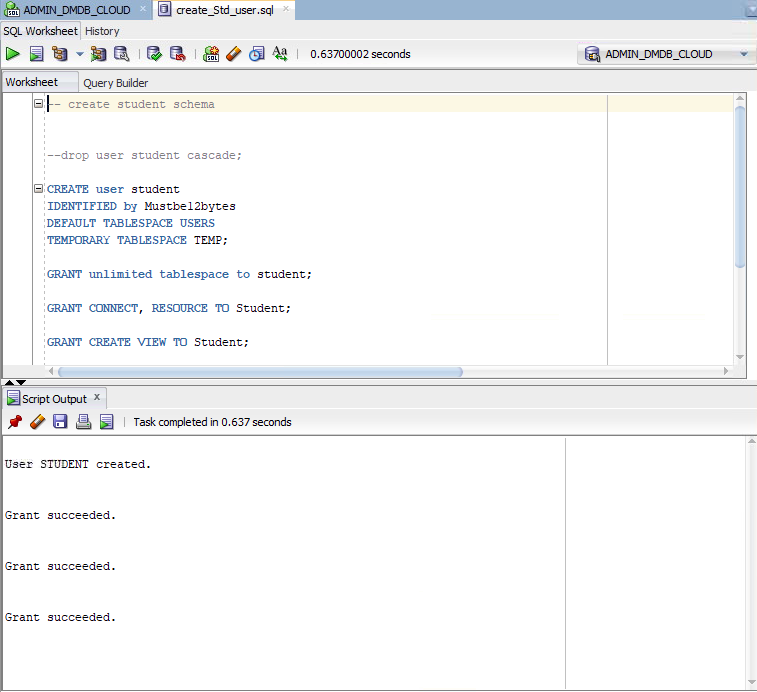 ADMIN_DMDB_CLOUD create_Std_user.sql
SQL Worksheet History
0.63700002 seconds ADMIN_DMDB_CLOUD
Worksheet Query Builder
-- create student schema
--drop user student cascade;
CREATE user student
IDENTIFIED by Mustbe12bytes
DEFAULT TABLESPACE USERS
TEMPORARY TABLESPACE TEMP;
GRANT unlimited tablespace to student;
GRANT CONNECT, RESOURCE TO Student;
GRANT CREATE VIEW TO Student;
Script Output x
Task completed in 0.637 seconds
User STUDENT created.
Grant succeeded.
Grant succeeded.
Grant succeeded.